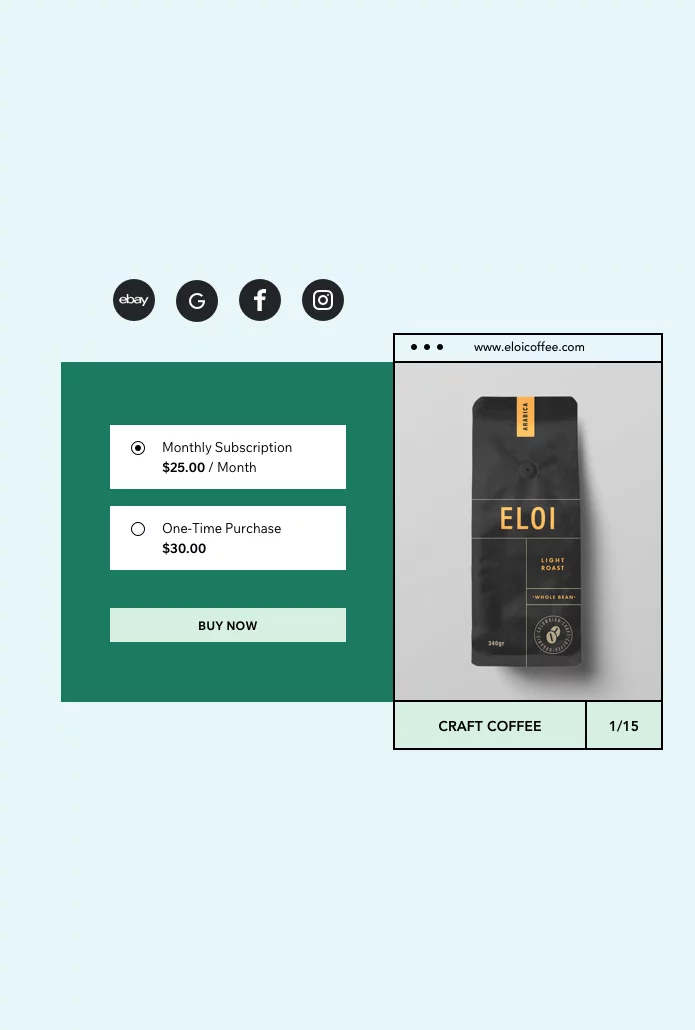 ebay
G
f
www.eloicoffee.com
Monthly Subscription
$25.00 / Month
One-Time Purchase
$30.00
BUY NOW
ARABICA
ELOI
LIGHT
ROAST
·WHOLE BEAN·
340gr
CRAFT COFFEE
1/15